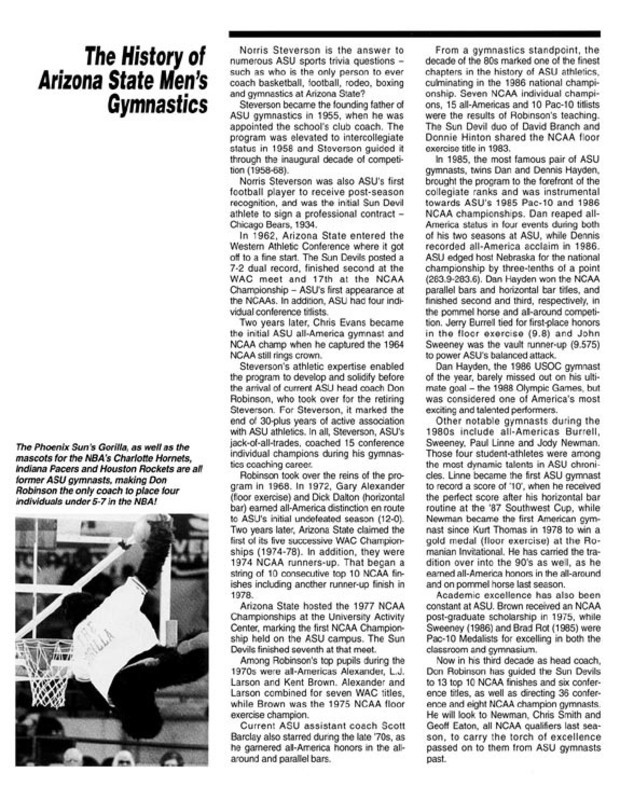 The History of
Arizona State Men's
Gymnastics
The Phoenix Sun's Gorilla, as well as the
mascots for the NBA's Charlotte Hornets,
Indiana Pacers and Houston Rockets are all
former ASU gymnasts, making Don
Robinson the only coach to place four
individuals under 5-7 in the NBA!
Norris Steverson is the answer to
numerous ASU sports trivia questions –
such as who is the only person to ever
coach basketball, football, rodeo, boxing
and gymnastics at Arizona State?
Steverson became the founding father of
ASU gymnastics in 1955, when he was
appointed the school's club coach. The
program was elevated to intercollegiate
status in 1958 and Steverson guided it
through the inaugural decade of competi-
tion (1958-68).
Norris Steverson was also ASU's first
football player to receive post-season
recognition, and was the initial Sun Devil
athlete to sign a professional contract –
Chicago Bears, 1934.
In 1962, Arizona State entered the
Western Athletic Conference where it got
off to a fine start. The Sun Devils posted a
7-2 dual record, finished second at the
WAC meet and 17th at the NCAA
Championship – ASU's first appearance at
the NCAAs. In addition, ASU had four indi-
vidual conference titlists.
Two years later, Chris Evans became
the initial all-America gymnast and
NCAA champ when he captured the 1964
NCAA still rings crown.
Steverson's athletic expertise enabled
the program to develop and solidify before
the arrival of current ASU head coach Don
Robinson, who took over for the retiring
Steverson. For Steverson, it marked the
end of 30-plus years of active association
with ASU athletics. In all, Steverson, ASU's
jack-of-all-trades, coached 15 conference
individual champions during his gymnas-
tics coaching career.
Robinson took over the reins of the pro-
gram in 1968. In 1972, Gary Alexander
(floor exercise) and Dick Dalton (horizontal
bar) earned all-America distinction en route
to ASU's initial undefeated season (12-0).
Two years later, Arizona State claimed the
first of its five successive WAC Champion-
ships (1974-78). In addition, they were
1974 NCAA runners-up. That began a
string of 10 consecutive top 10 NCAA fin-
ishes including another runner-up finish in
1978.
Arizona State hosted the 1977 NCAA
Championships at the University Activity
Center, marking the first NCAA Champion-
ship held on the ASU campus. The Sun
Devils finished seventh at that meet.
Among Robinson's top pupils during the
1970s were all-Americas Alexander, L.J.
Larson and Kent Brown. Alexander and
Larson combined for seven WAC titles,
while Brown was the 1975 NCAA floor
exercise champion.
Current ASU assistant coach Scott
Barclay also starred during the late '70s, as
he garnered all-America honors in the all-
around and parallel bars.
From a gymnastics standpoint, the
decade of the 80s marked one of the finest
chapters in the history of ASU athletics,
culminating in the 1986 national champi-
onship. Seven NCAA individual champi-
ons, 15 all-Americas and 10 Pac-10 titlists
were the results of Robinson's teaching.
The Sun Devil duo of David Branch and
Donnie Hinton shared the NCAA floor
exercise title in 1983.
In 1985, the most famous pair of ASU
gymnasts, twins Dan and Dennis Hayden,
brought the program to the forefront of the
collegiate ranks and was instrumental
towards ASU's 1985 Pac-10 and 1986
NCAA championships. Dan reaped all-
America status in four events during both
of his two seasons at ASU, while Dennis
recorded all-America acclaim in 1986.
ASU edged host Nebraska for the national
championship by three-tenths of a point
(283.9-283.6). Dan Hayden won the NCAA
parallel bars and horizontal bar titles, and
finished second and third, respectively, in
the pommel horse and all-around competi-
tion. Jerry Burrell tied for first-place honors
in the floor exercise (9.8) and John
Sweeney was the vault runner-up (9.575)
to power ASU's balanced attack.
Dan Hayden, the 1986 USOC gymnast
of the year, barely missed out on his ulti-
mate goal – the 1988 Olympic Games, but
was considered one of America's most
exciting and talented performers.
Other notable gymnasts during the
1980s include all-Americas Burrell,
Sweeney, Paul Linne and Jody Newman.
Those four student-athletes were among
the most dynamic talents in ASU chroni-
cles. Linne became the first ASU gymnast
to record a score of '10', when he received
the perfect score after his horizontal bar
routine at the '87 Southwest Cup, while
Newman became the first American gym-
nast since Kurt Thomas in 1978 to win a
gold medal (floor exercise) at the Ro-
manian Invitational. He has carried the tra-
dition over into the 90's as well, as he
earned all-America honors in the all-around
and on pommel horse last season.
Academic excellence has also been
constant at ASU. Brown received an NCAA
post-graduate scholarship in 1975, while
Sweeney (1986) and Brad Rot (1985) were
Pac-10 Medalists for excelling in both the
classroom and gymnasium.
Now in his third decade as head coach,
Don Robinson has guided the Sun Devils
to 13 top 10 NCAA finishes and six confer-
ence titles, as well as directing 36 confer-
ence and eight NCAA champion gymnasts.
He will look to Newman, Chris Smith and
Geoff Eaton, all NCAA qualifiers last sea-
son, to carry the torch of excellence
passed on to them from ASU gymnasts
past.